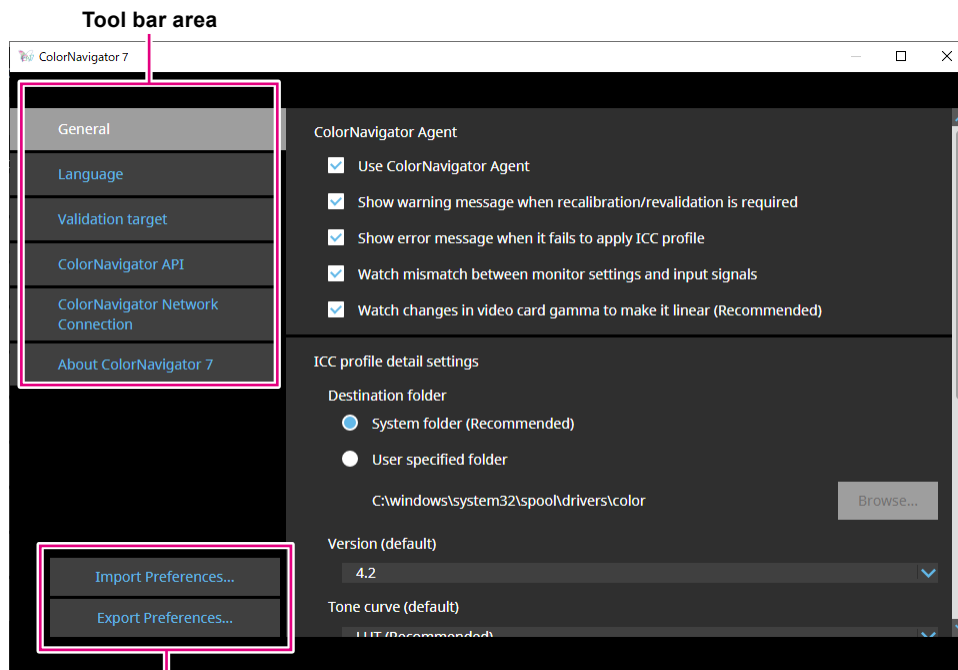 Tool bar area
ColorNavigator 7
General
Language
Validation target
ColorNavigator API
ColorNavigator Network
Connection
About ColorNavigator 7
Import Preferences...
Export Preferences...
ColorNavigator Agent
Use ColorNavigator Agent
Show warning message when recalibration/revalidation is required
Show error message when it fails to apply ICC profile
Watch mismatch between monitor settings and input signals
Watch changes in video card gamma to make it linear (Recommended)
ICC profile detail settings
Destination folder
System folder (Recommended)
User specified folder
C:\windows\system32\spool\drivers\color
Browse...
Version (default)
4.2
Tone curve (default)
LUT (Recommended)